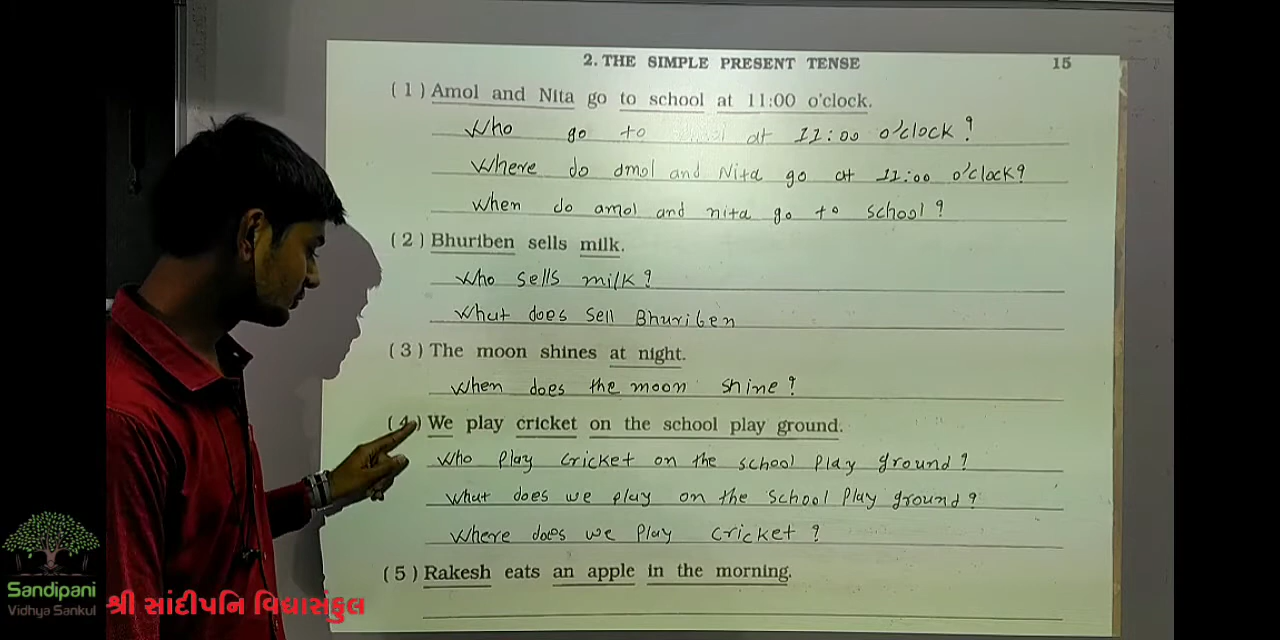 2. THE SIMPLE PRESENT TENSE 15
(1) Amol and Nita go to school at 11:00 o'clock.
Who go to at 11:00 o'clock?
Where do amol and Nita go at 11:00 o'clock?
When do amol and nita go to school?
(2) Bhuriben sells milk.
Who sells milk?
What does sell Bhuriben
(3) The moon shines at night.
When does the moon shine?
(4) We play cricket on the school play ground.
Who play cricket on the school play ground?
What does we play on the school play ground?
Where does we play cricket?
(5) Rakesh eats an apple in the morning.
Sandipani
Vidhya Sankul
શ્રી સાંદીપનિ વિદ્યાસંકુલ